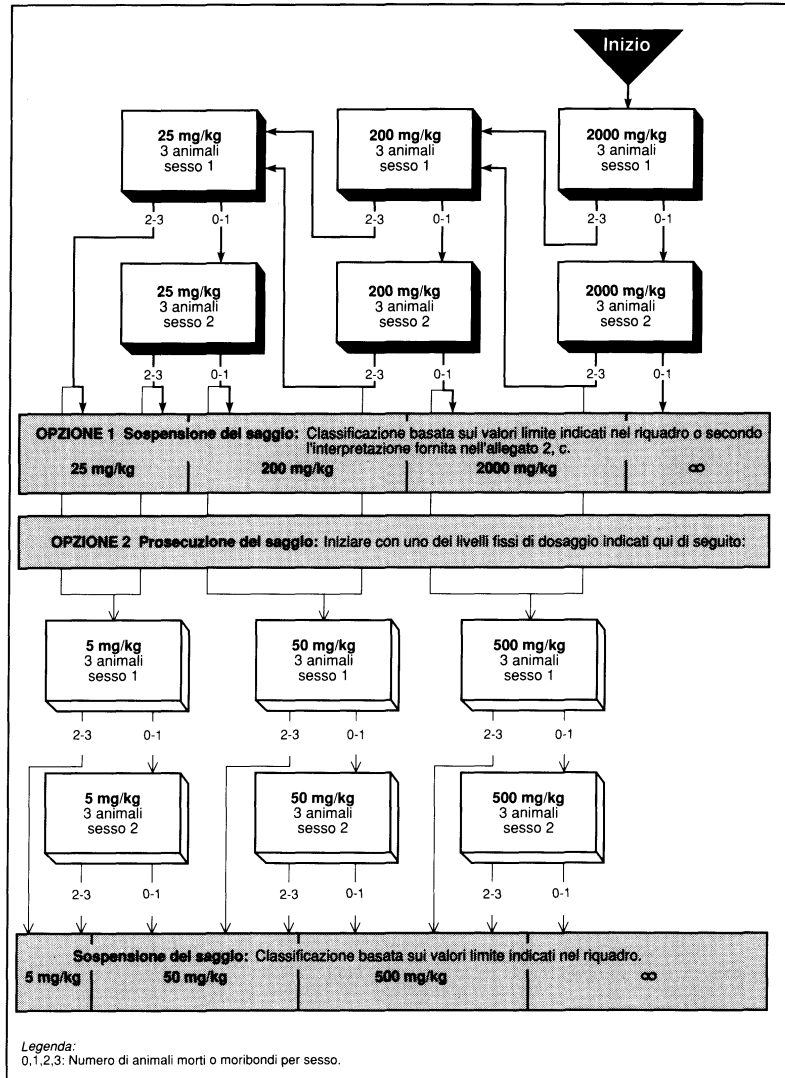 Inizio
25 mg/kg
3 animali
sesso 1
200 mg/kg
3 animali
sesso 1
2000 mg/kg
3 animali
sesso 1
2-3 0-1 2-3 0-1 2-3 0-1
25 mg/kg
3 animali
sesso 2
200 mg/kg
3 animali
sesso 2
2000 mg/kg
3 animali
sesso 2
2-3 0-1 2-3 0-1 2-3 0-1
OPZIONE 1 Sospensione del saggio: Classificazione basata sui valori limite indicati nel riquadro o secondo
l'interpretazione fornita nell'allegato 2, c.
25 mg/kg 200 mg/kg 2000 mg/kg ∞
OPZIONE 2 Prosecuzione del saggio: Iniziare con uno dei livelli fissi di dosaggio indicati qui di seguito:
5 mg/kg
3 animali
sesso 1
50 mg/kg
3 animali
sesso 1
500 mg/kg
3 animali
sesso 1
2-3 0-1 2-3 0-1 2-3 0-1
5 mg/kg
3 animali
sesso 2
50 mg/kg
3 animali
sesso 2
500 mg/kg
3 animali
sesso 2
2-3 0-1 2-3 0-1 2-3 0-1
Sospensione del saggio: Classificazione basata sui valori limite indicati nel riquadro.
5 mg/kg 50 mg/kg 500 mg/kg ∞
Legenda:
0,1,2,3: Numero di animali morti o moribondi per sesso.